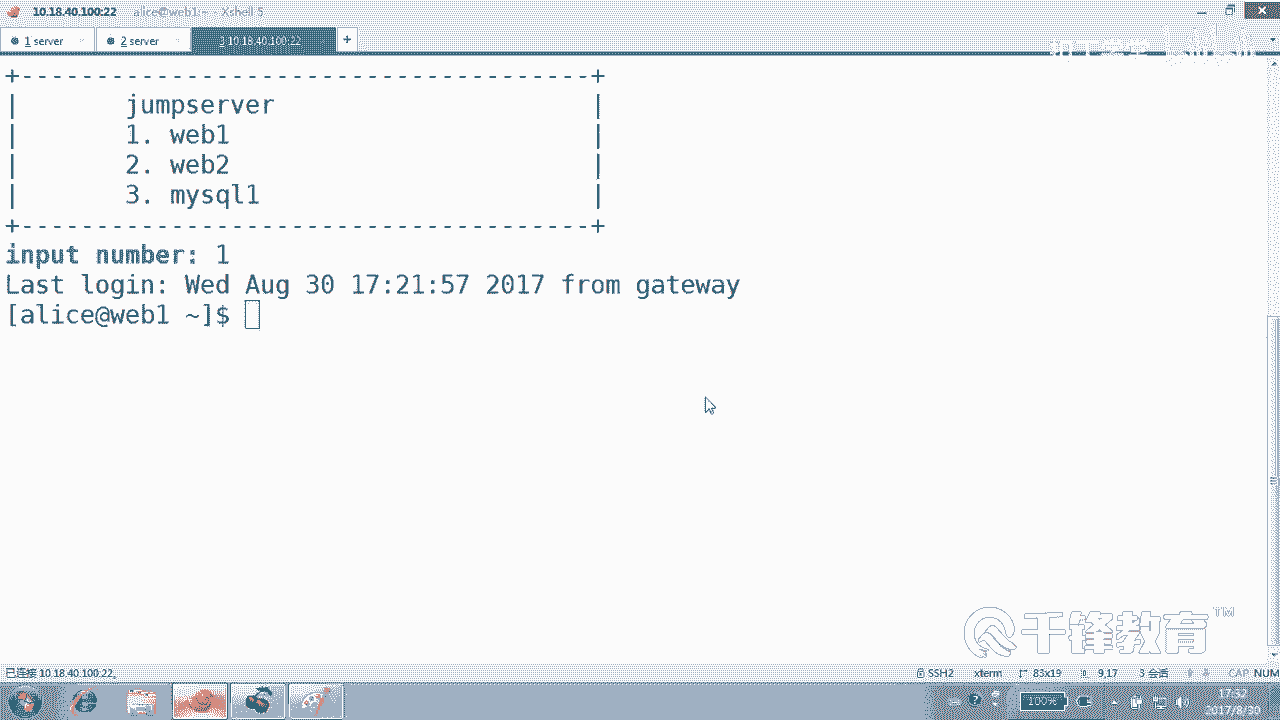 10.18.40.100:22 alice@web1:~ - Xshell 5
1 server
2 server
3 10.18.40.100:22
+
+--------------------------------------+
| jumpserver |
| 1. web1 |
| 2. web2 |
| 3. mysql1 |
+--------------------------------------+
input number: 1
Last login: Wed Aug 30 17:21:57 2017 from gateway
[alice@web1 ~]$
千锋教育 TM
已连接 10.18.40.100:22。
SSH2 xterm 83x19 9,17 3 会话 CAP NUM
100%
17:32
2017/8/30